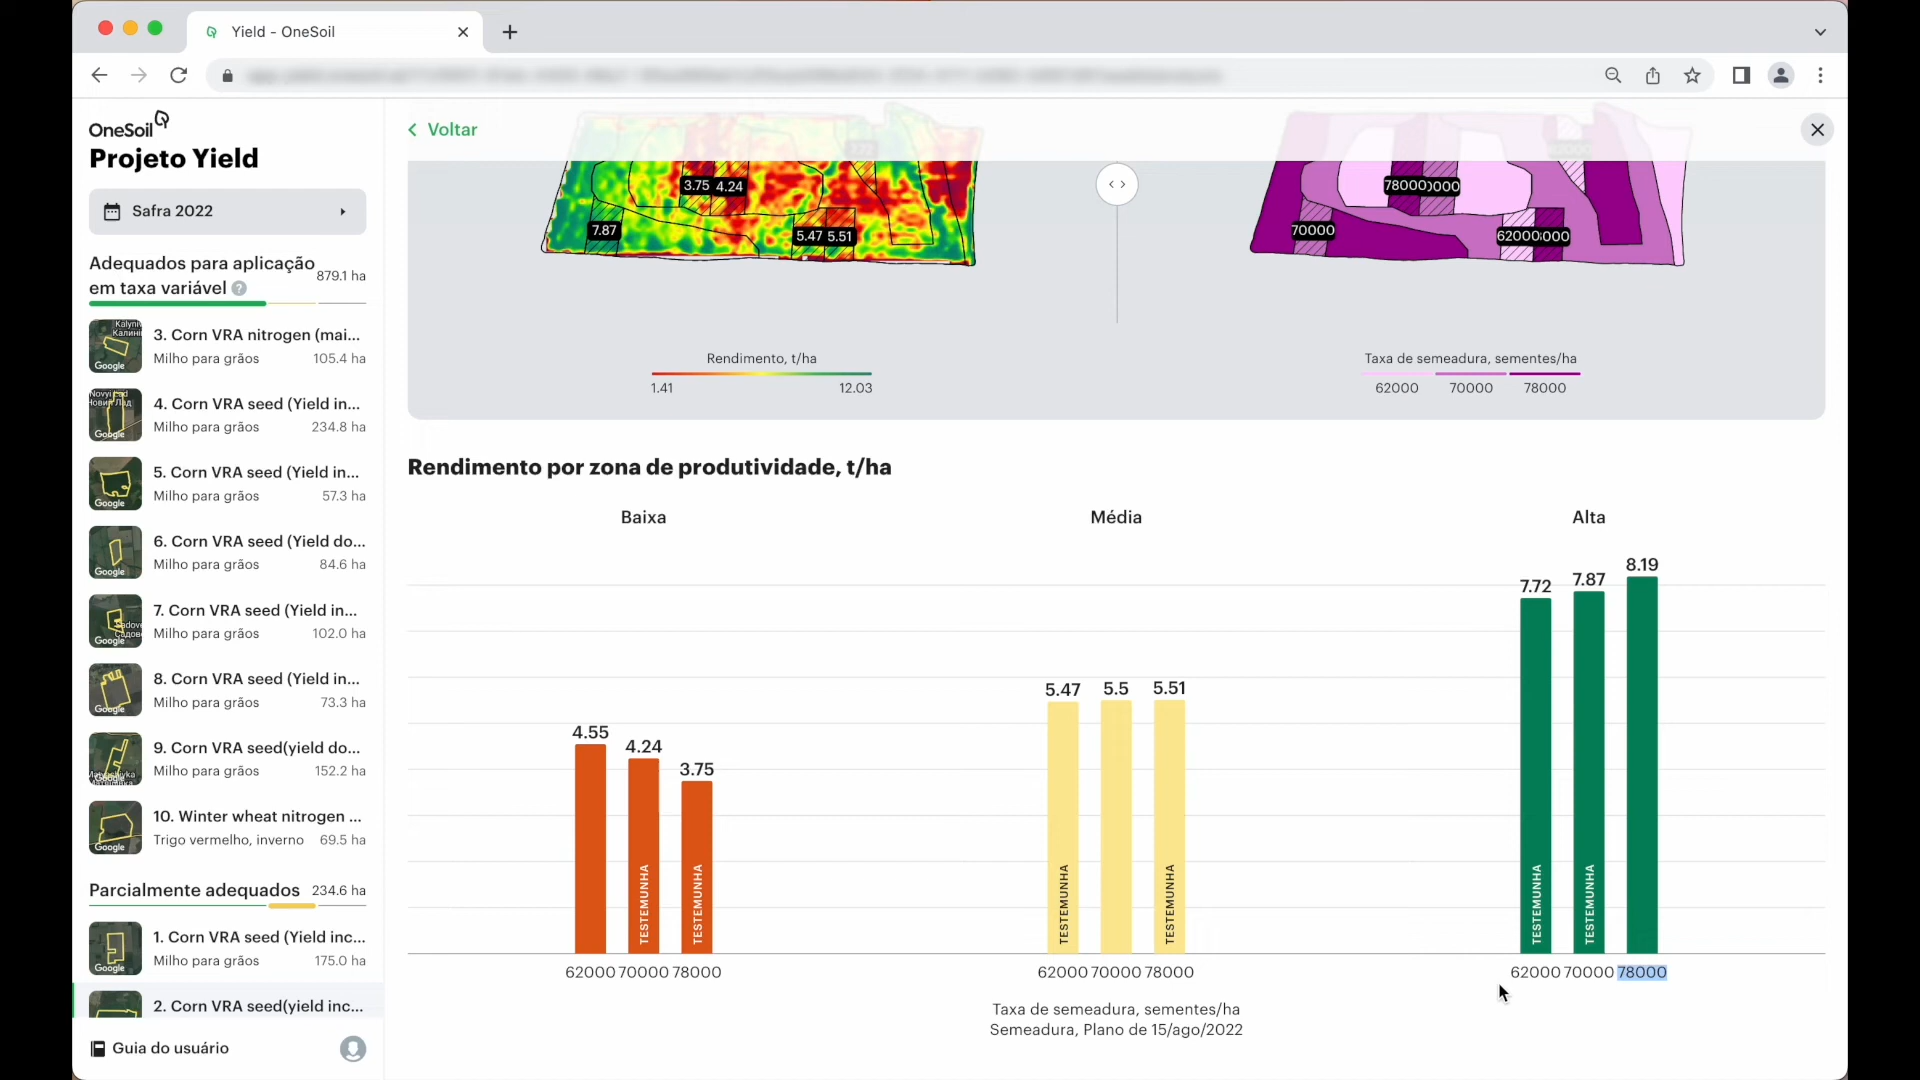 Yield - OneSoil
OneSoil
Projeto Yield
Safra 2022
Adequados para aplicação
em taxa variável ?
879.1 ha
3. Corn VRA nitrogen (mai...
Milho para grãos 105.4 ha
4. Corn VRA seed (Yield in...
Milho para grãos 234.8 ha
5. Corn VRA seed (Yield in...
Milho para grãos 57.3 ha
6. Corn VRA seed (Yield do...
Milho para grãos 84.6 ha
7. Corn VRA seed (Yield in...
Milho para grãos 102.0 ha
8. Corn VRA seed (Yield in...
Milho para grãos 73.3 ha
9. Corn VRA seed(yield do...
Milho para grãos 152.2 ha
10. Winter wheat nitrogen ...
Trigo vermelho, inverno 69.5 ha
Google
Google
Google
Google
Google
Google
Google
Google
Parcialmente adequados 234.6 ha
1. Corn VRA seed (Yield inc...
Milho para grãos 175.0 ha
Google
2. Corn VRA seed(yield inc...
Guia do usuário
Voltar
3.75 4.24
7.87
5.47 5.51
Rendimento, t/ha
1.41 12.03
78000
70000
62000
Taxa de semeadura, sementes/ha
62000 70000 78000
Rendimento por zona de produtividade, t/ha
Baixa Média Alta
4.55 4.24 3.75
5.47 5.5 5.51
7.72 7.87 8.19
TESTEMUNHA TESTEMUNHA
TESTEMUNHA TESTEMUNHA
TESTEMUNHA TESTEMUNHA
62000 70000 78000
62000 70000 78000
62000 70000 78000
Taxa de semeadura, sementes/ha
Semeadura, Plano de 15/ago/2022